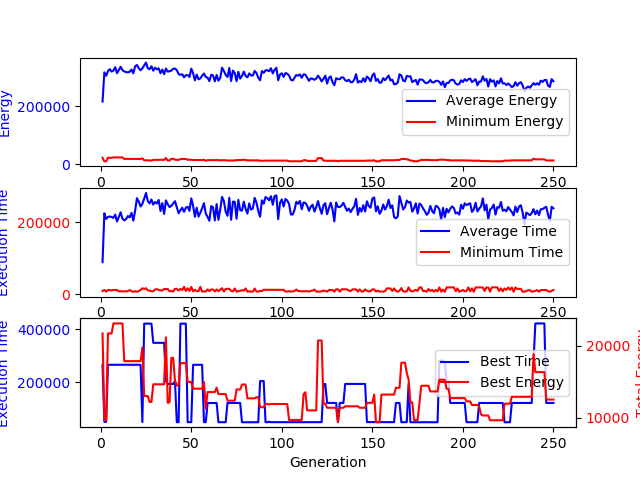 Energy
200000
0
Average Energy
Minimum Energy
0 50 100 150 200 250
Execution Time
200000
0
Average Time
Minimum Time
0 50 100 150 200 250
Execution Time
400000
200000
Best Time
Best Energy
20000
10000
Total Energy
0 50 100 150 200 250
Generation